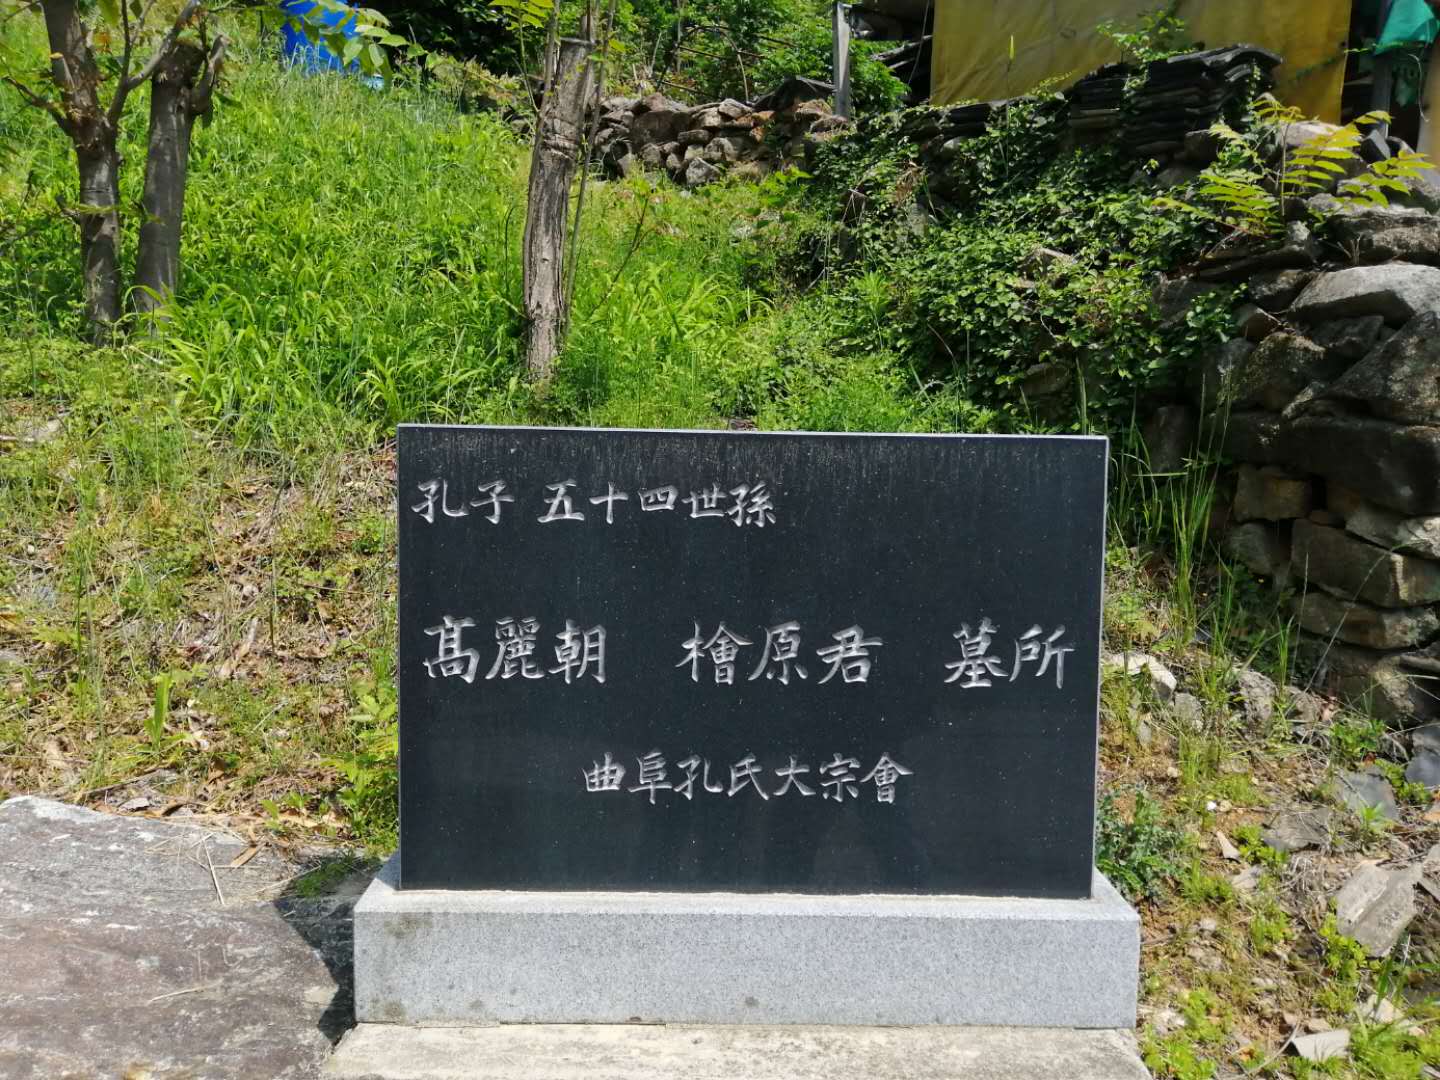 孔子 五十四世孫
髙麗朝 檜原君 墓所
曲阜孔氏大宗會